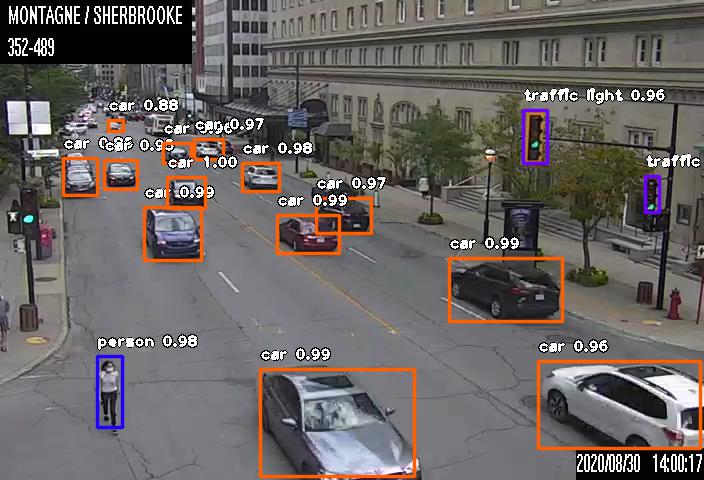 MONTAGNE / SHERBROOKE
352-489
car 0.88
car 0.97
car 1.00
car 0.98
car 0.99
car 0.97
car 0.99
traffic light 0.96
traffic
car 0.99
person 0.98
car 0.99
car 0.96
2020/08/30 14:00:17